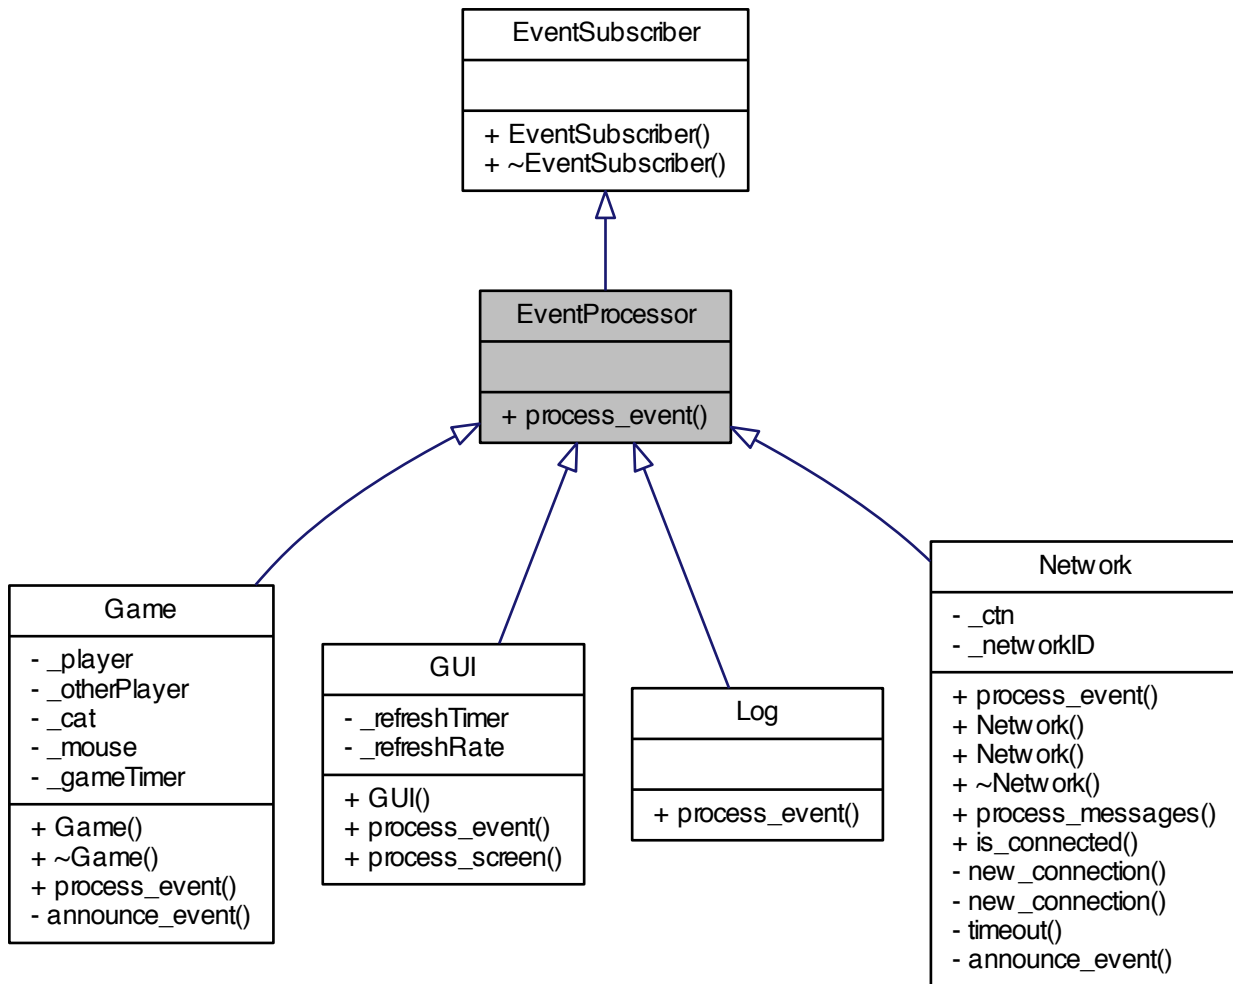 EventSubscriber
+ EventSubscriber()
+ ~EventSubscriber()
EventProcessor
+ process_event()
Game
- _player
- _otherPlayer
- _cat
- _mouse
- _gameTimer
+ Game()
+ ~Game()
+ process_event()
- announce_event()
GUI
- _refreshTimer
- _refreshRate
+ GUI()
+ process_event()
+ process_screen()
Log
+ process_event()
Network
- _ctn
- _networkID
+ process_event()
+ Network()
+ Network()
+ ~Network()
+ process_messages()
+ is_connected()
- new_connection()
- new_connection()
- timeout()
- announce_event()